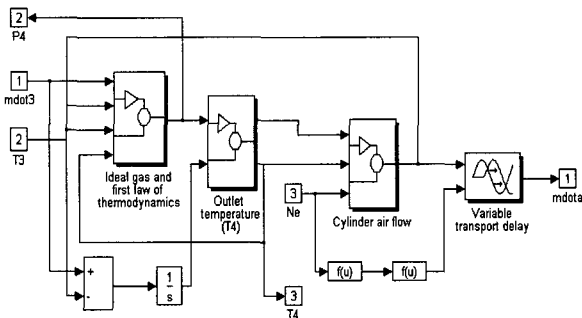 2
P4
1
mdot3
2
T3
Ideal gas and
first law of
thermodynamics
Outlet
temperature
(T4)
3
Ne
Cylinder air flow
Variable
transport delay
1
mdota
+
-
1
s
f(u)
f(u)
3
T4